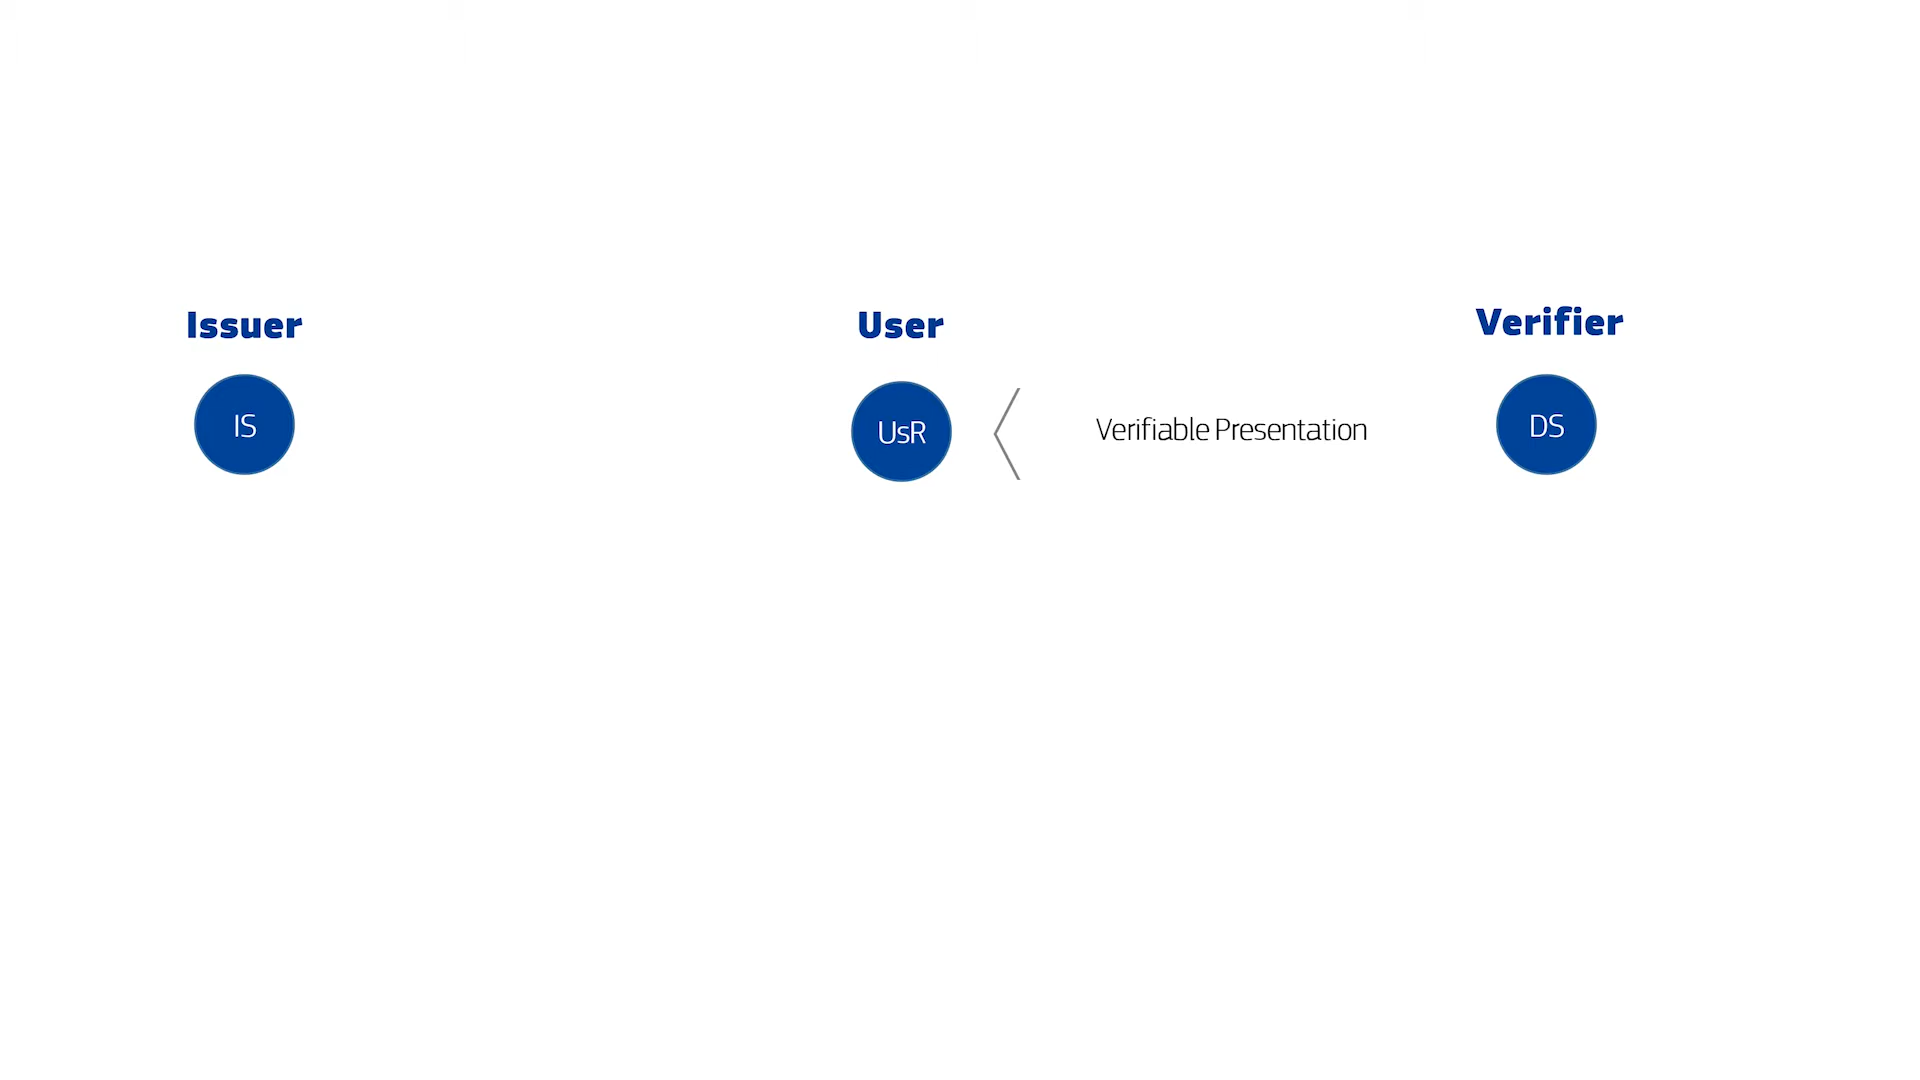 Issuer
User
Verifier
IS
UsR
Verifiable Presentation
DS